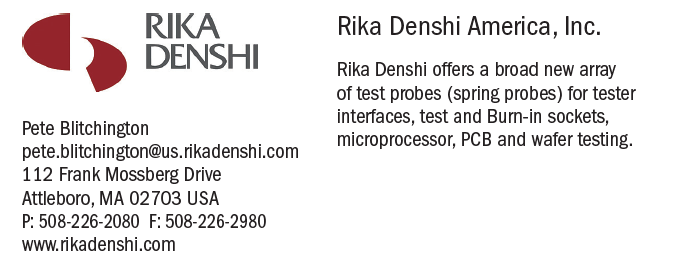 RIKA
DENSHI
Pete Blitchington
pete.blitchington@us.rikadenshi.com
112 Frank Mossberg Drive
Attleboro, MA 02703 USA
P: 508-226-2080  F: 508-226-2980
www.rikadenshi.com
Rika Denshi America, Inc.
Rika Denshi offers a broad new array
of test probes (spring probes) for tester
interfaces, test and Burn-in sockets,
microprocessor, PCB and wafer testing.